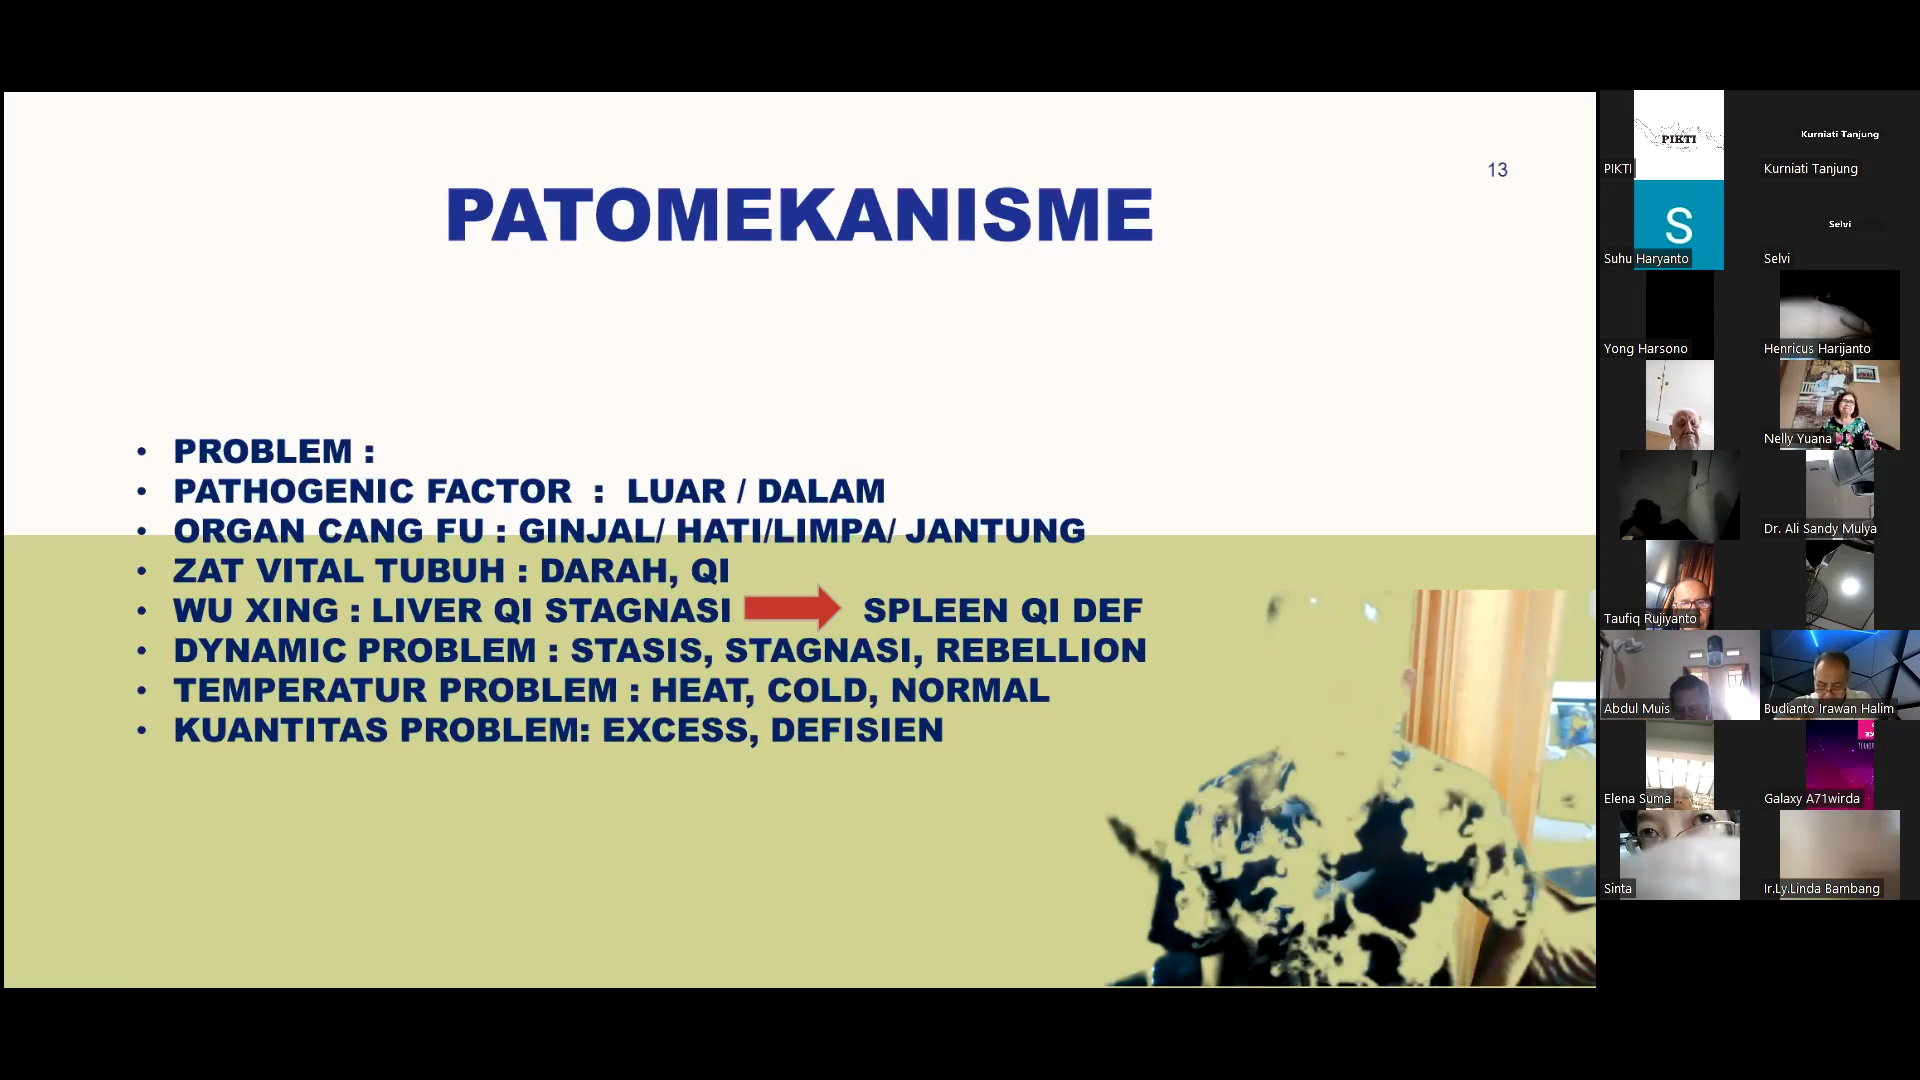 13
PATOMEKANISME
• PROBLEM :
• PATHOGENIC FACTOR : LUAR / DALAM
• ORGAN CANG FU : GINJAL/ HATI/LIMPA/ JANTUNG
• ZAT VITAL TUBUH : DARAH, QI
• WU XING : LIVER QI STAGNASI SPLEEN QI DEF
• DYNAMIC PROBLEM : STASIS, STAGNASI, REBELLION
• TEMPERATUR PROBLEM : HEAT, COLD, NORMAL
• KUANTITAS PROBLEM: EXCESS, DEFISIEN
PIKTI
PIKTI
Kurniati Tanjung
Kurniati Tanjung
S
Suhu Haryanto
Selvi
Selvi
Yong Harsono
Henricus Harijanto
Nelly Yuana
Dr. Ali Sandy Mulya
Taufiq Rujiyanto
Abdul Muis
Budianto Irawan Halim
Elena Suma
Galaxy A71wirda
Sinta
Ir.Ly.Linda Bambang